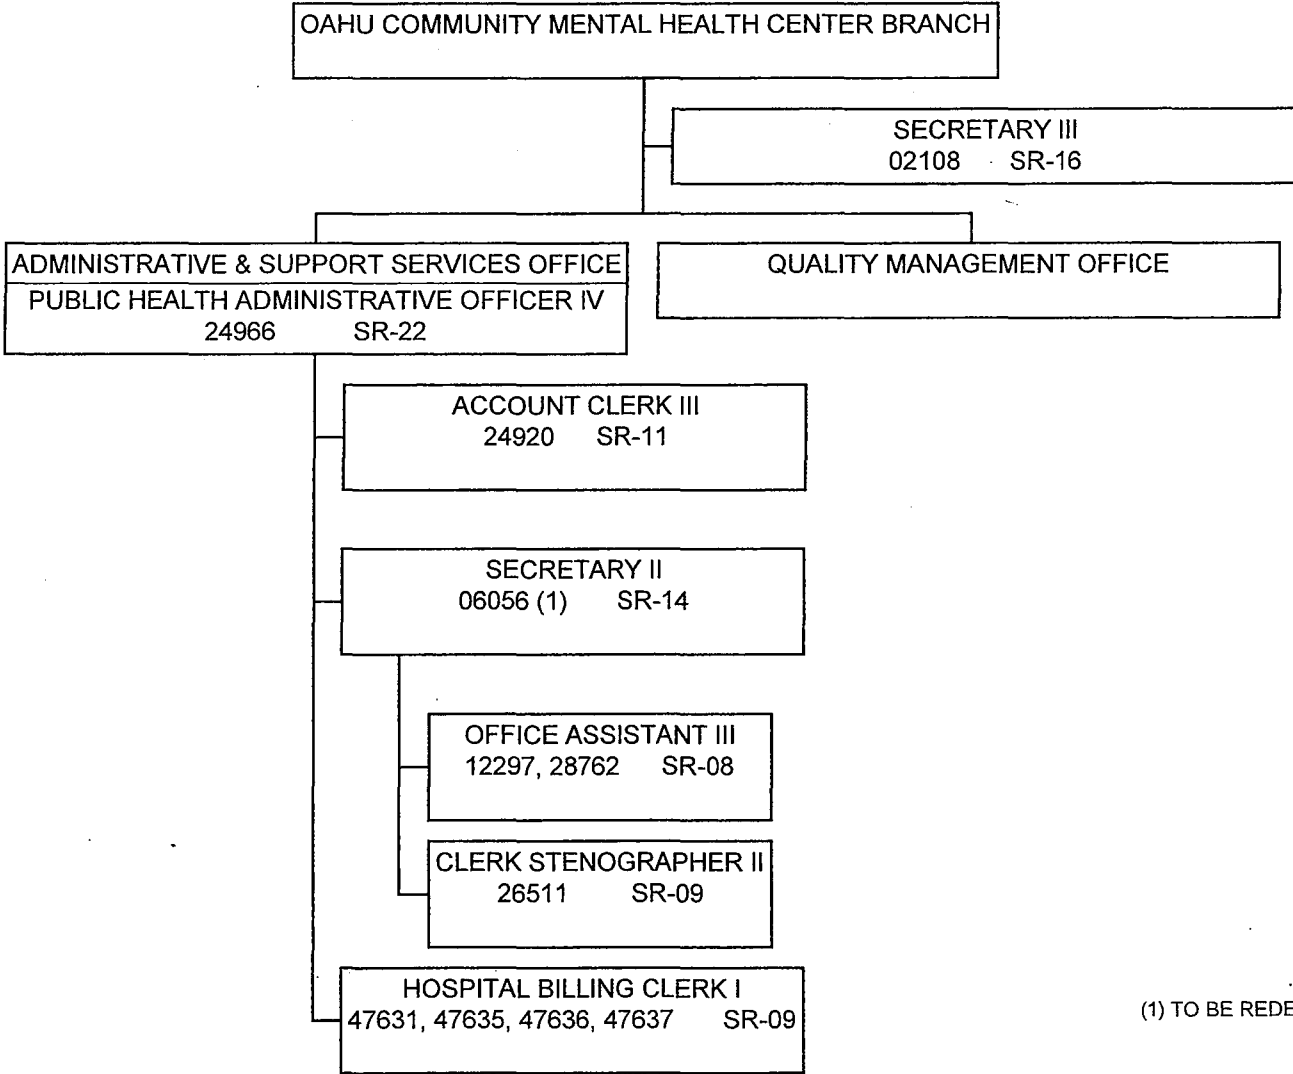 OAHU COMMUNITY MENTAL HEALTH CENTER BRANCH
SECRETARY III
02108 SR-16
ADMINISTRATIVE & SUPPORT SERVICES OFFICE
PUBLIC HEALTH ADMINISTRATIVE OFFICER IV
24966 SR-22
QUALITY MANAGEMENT OFFICE
ACCOUNT CLERK III
24920 SR-11
SECRETARY II
06056 (1) SR-14
OFFICE ASSISTANT III
12297, 28762 SR-08
CLERK STENOGRAPHER II
26511 SR-09
HOSPITAL BILLING CLERK I
47631, 47635, 47636, 47637 SR-09
(1) TO BE REDE